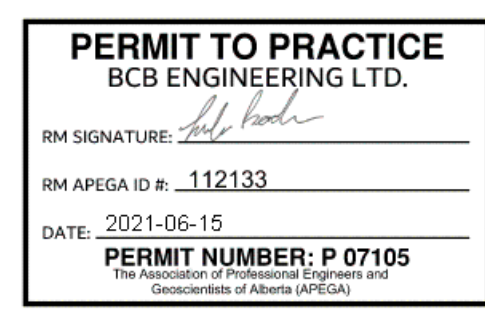 PERMIT TO PRACTICE
BCB ENGINEERING LTD.
RM SIGNATURE:
RM APEGA ID #: 112133
DATE: 2021-06-15
PERMIT NUMBER: P 07105
The Association of Professional Engineers and
Geoscientists of Alberta (APEGA)